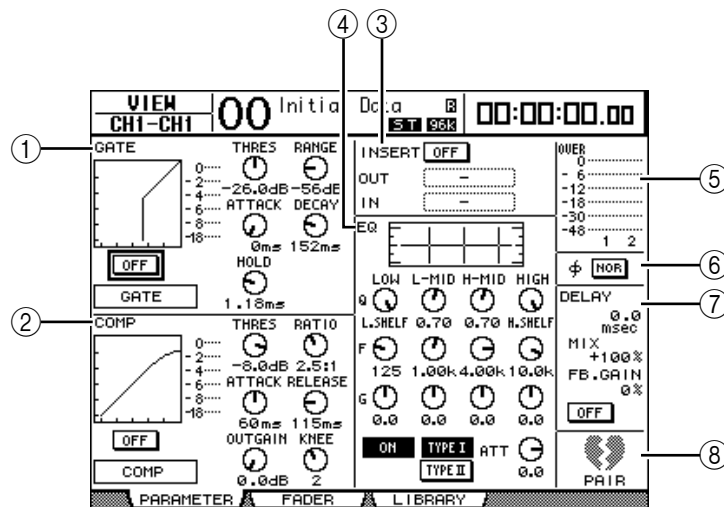 ④ ③
VIEW
CH1-CH1
00 Initial Data R
ST 96k
00:00:00.00
①
GATE
0
-2
-4
-6
-8
-18
THRES RANGE
-26.0dB -56dB
ATTACK DECAY
0ms 152ms
HOLD
1.18ms
OFF
GATE
②
COMP
0
-2
-4
-6
-8
-18
THRES RATIO
-8.0dB 2.5:1
ATTACK RELEASE
60ms 115ms
OUTGAIN KNEE
0.0dB 2
OFF
COMP
INSERT OFF
OUT -
IN -
EQ
LOW L-MID H-MID HIGH
Q
L.SHELF 0.70 0.70 H.SHELF
F
125 1.00k 4.00k 10.0k
G
0.0 0.0 0.0 0.0
ON TYPE I ATT
TYPE II 0.0
OVER
0
-6
-12
-18
-30
-48
1 2
⑤
ϕ NOR
⑥
DELAY
⑦
0.0
msec
MIX
+100%
FB.GAIN
0%
OFF
⑧
PAIR
PARAMETER FADER LIBRARY